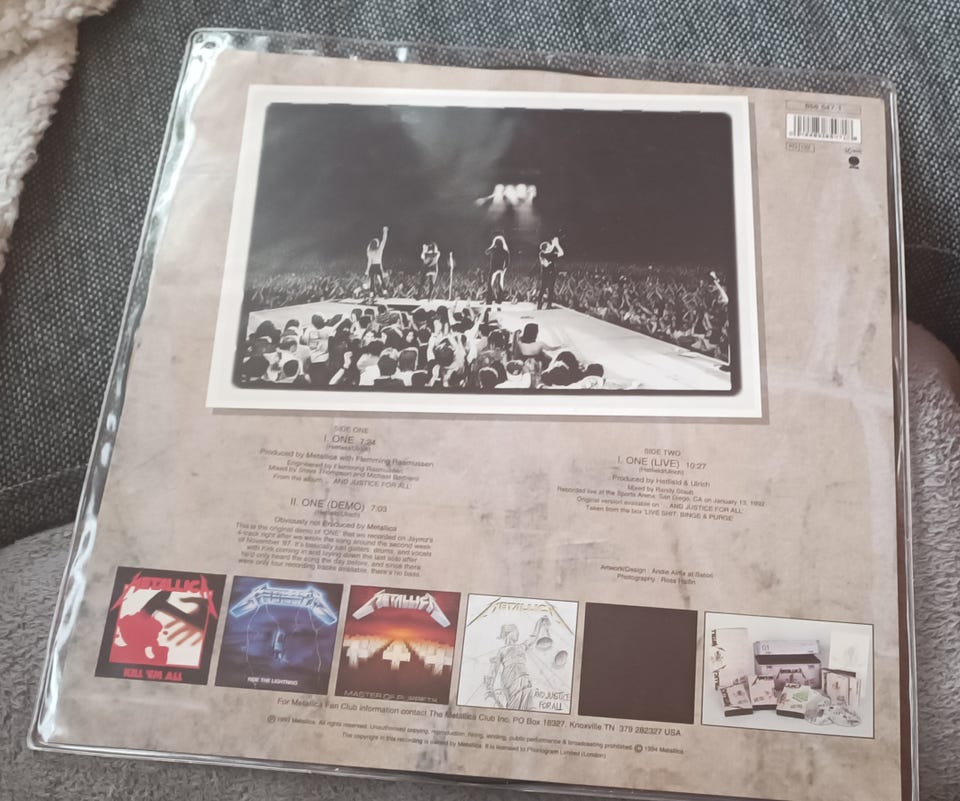 856 647-1
SIDE ONE
I. ONE 7:24
(Hetfield/Ulrich)
Produced by Metallica with Flemming Rasmussen
Engineered by Flemming Rasmussen
Mixed by Steve Thompson and Michael Barbiero
From the album '... AND JUSTICE FOR ALL'
II. ONE (DEMO) 7:03
(Hetfield/Ulrich)
Obviously not Produced by Metallica
This is the original demo of 'ONE' that we recorded on Jaymz's
4-track right after we wrote the song around the second week
of November '87. It's basically just guitars, drums, and vocals
with Kirk coming in and laying down the last solo after
he'd only heard the song the day before, and since there
were only four recording tracks available, there's no bass.
SIDE TWO
I. ONE (LIVE) 10:27
(Hetfield/Ulrich)
Produced by Hetfield & Ulrich
Mixed by Randy Staub
Recorded live at the Sports Arena, San Diego, CA on January 13, 1992
Original version available on '... AND JUSTICE FOR ALL'
Taken from the box 'LIVE SHIT: BINGE & PURGE'
Artwork/Design : Andie Airfix at Satori
Photography : Ross Halfin
METALLICA
KILL 'EM ALL
METALLICA
RIDE THE LIGHTNING
METALLICA
MASTER OF PUPPETS
METALLICA
...AND JUSTICE
FOR ALL
For Metallica Fan Club information contact The Metallica Club Inc, PO Box 18327, Knoxville TN 379 282327 USA
Ⓟ 1993 Metallica. All rights reserved. Unauthorised copying, reproduction, hiring, lending, public performance & broadcasting prohibited. © 1994 Metallica
The copyright in this recording is owned by Metallica. It is licensed to Phonogram Limited (London)